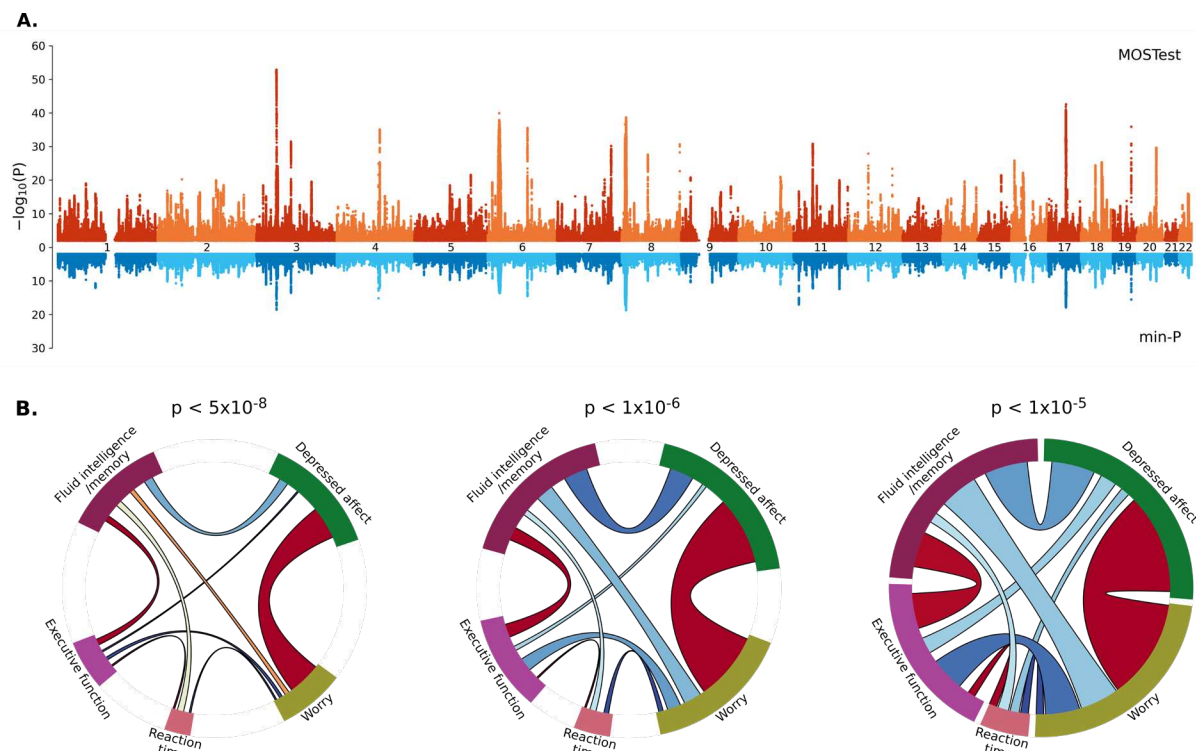 A.
MOSTest
−log₁₀(P)
60
50
40
30
20
10
0
10
20
30
1 2 3 4 5 6 7 8 9 10 11 12 13 14 15 16 17 18 19 20 21 22
min-P
B.
p < 5x10⁻⁸
Fluid intelligence
/memory
Depressed affect
Executive function
Reaction
Worry
p < 1x10⁻⁶
Fluid intelligence
/memory
Depressed affect
Executive function
Reaction
Worry
p < 1x10⁻⁵
Fluid intelligence
/memory
Depressed affect
Executive function
Reaction
Worry